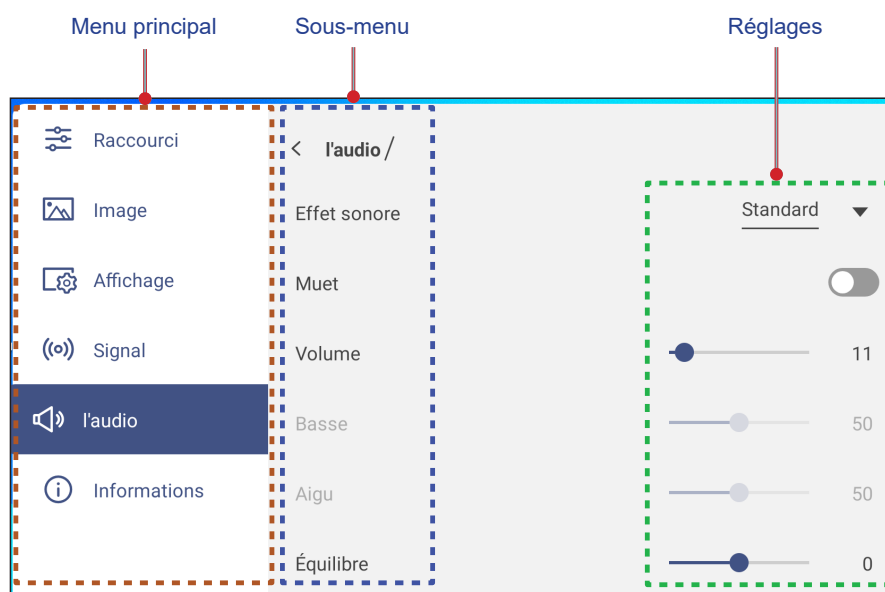 Menu principal
Sous-menu
Réglages
Raccourci
Image
Affichage
Signal
l'audio
Informations
l'audio /
Effet sonore
Muet
Volume
Basse
Aigu
Équilibre
Standard
11
50
50
0